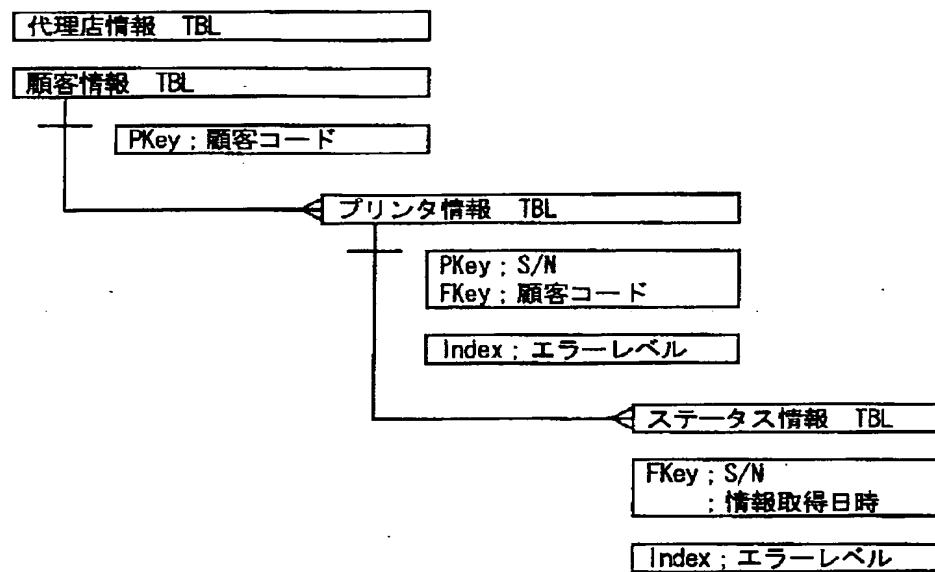 代理店情報 TBL
顧客情報 TBL
PKey ; 顧客コード
プリンタ情報 TBL
PKey ; S/N
FKey ; 顧客コード
Index ; エラーレベル
ステータス情報 TBL
FKey ; S/N
; 情報取得日時
Index ; エラーレベル